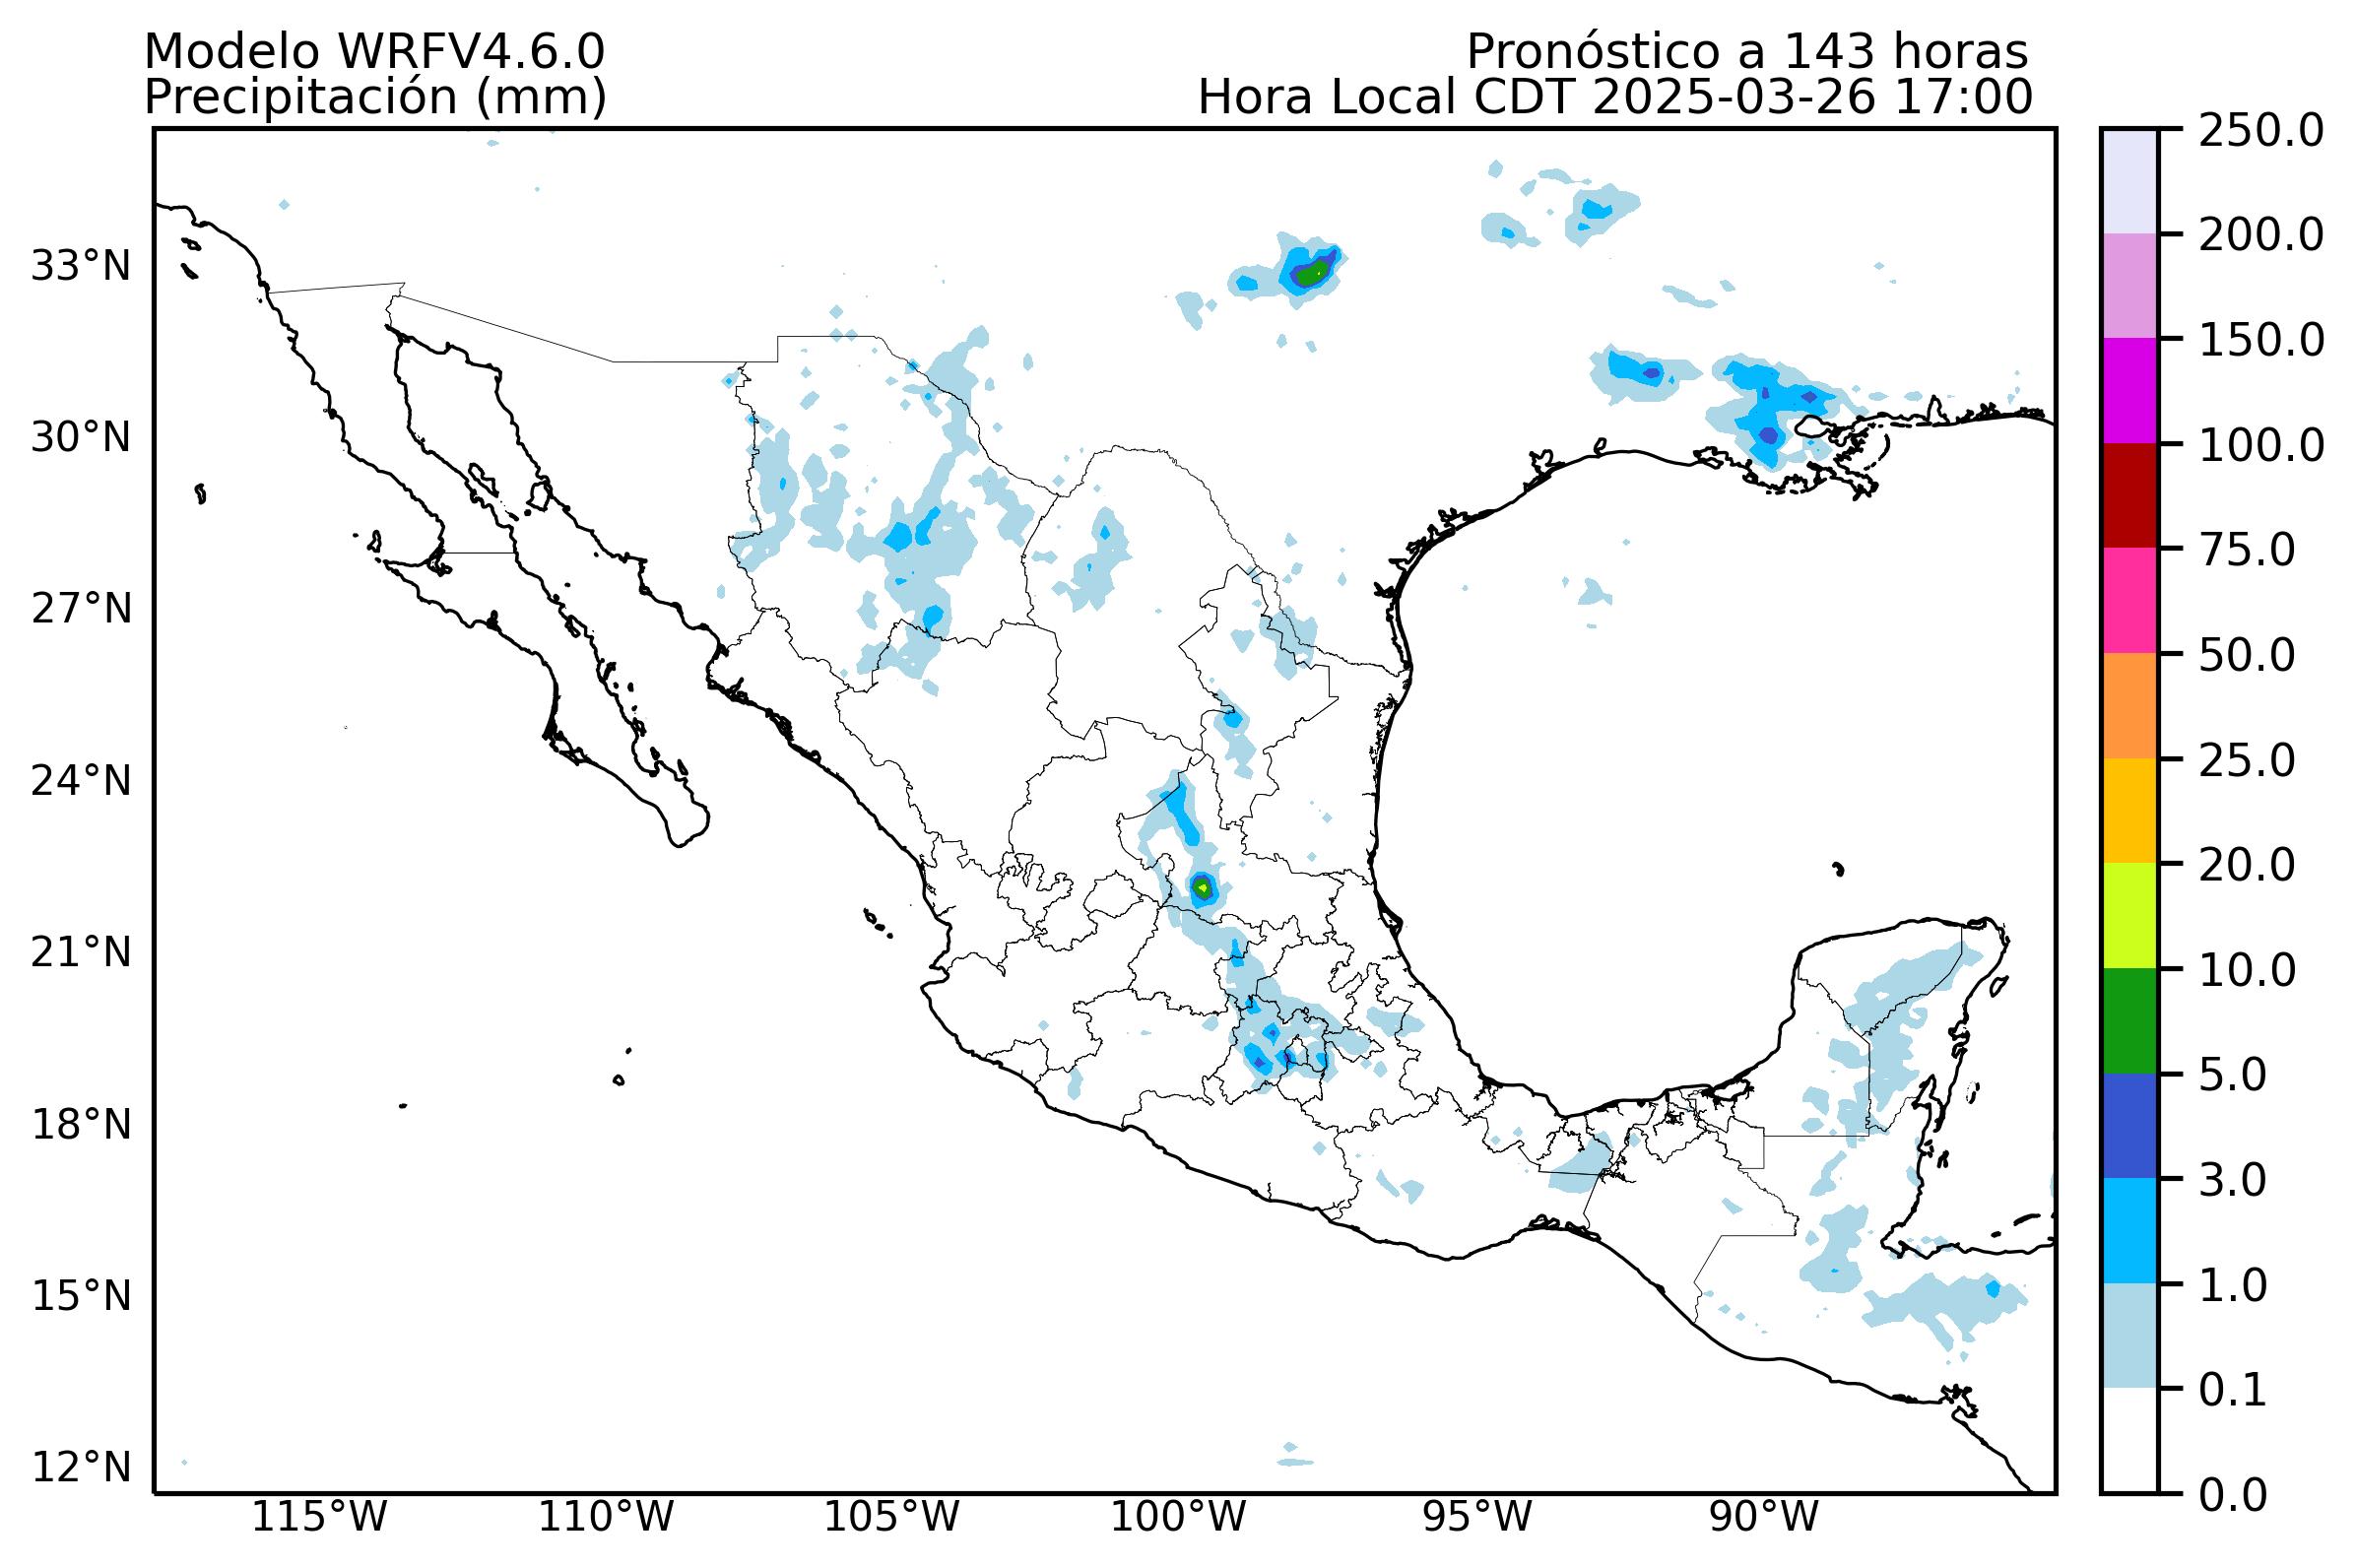 Modelo WRFV4.6.0
Pronóstico a 143 horas
Precipitación (mm)
Hora Local CDT 2025-03-26 17:00
33°N
30°N
27°N
24°N
21°N
18°N
15°N
12°N
115°W
110°W
105°W
100°W
95°W
90°W
250.0
200.0
150.0
100.0
75.0
50.0
25.0
20.0
10.0
5.0
3.0
1.0
0.1
0.0